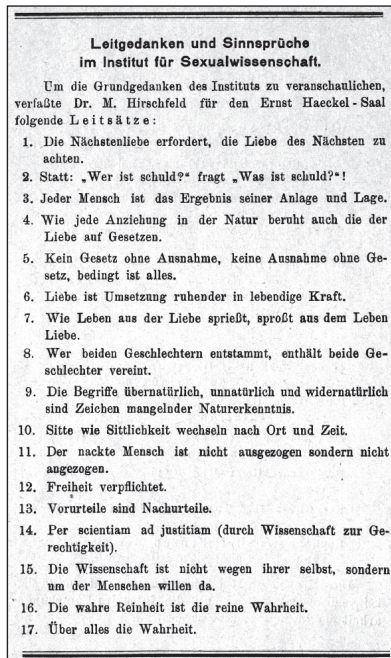 Leitgedanken und Sinnsprüche
im Institut für Sexualwissenschaft.
Um die Grundgedanken des Instituts zu veranschaulichen,
verfaßte Dr. M. Hirschfeld für den Ernst Haeckel-Saal
folgende Leitsätze:
1. Die Nächstenliebe erfordert, die Liebe des Nächsten zu
achten.
2. Statt: „Wer ist schuld?“ fragt „Was ist schuld?“!
3. Jeder Mensch ist das Ergebnis seiner Anlage und Lage.
4. Wie jede Anziehung in der Natur beruht auch die der
Liebe auf Gesetzen.
5. Kein Gesetz ohne Ausnahme, keine Ausnahme ohne Ge-
setz, bedingt ist alles.
6. Liebe ist Umsetzung ruhender in lebendige Kraft.
7. Wie Leben aus der Liebe sprießt, sproßt aus dem Leben
Liebe.
8. Wer beiden Geschlechtern entstammt, enthält beide Ge-
schlechter vereint.
9. Die Begriffe übernatürlich, unnatürlich und widernatürlich
sind Zeichen mangelnder Naturerkenntnis.
10. Sitte wie Sittlichkeit wechseln nach Ort und Zeit.
11. Der nackte Mensch ist nicht ausgezogen sondern nicht
angezogen.
12. Freiheit verpflichtet.
13. Vorurteile sind Nachurteile.
14. Per scientiam ad justitiam (durch Wissenschaft zur Ge-
rechtigkeit).
15. Die Wissenschaft ist nicht wegen ihrer selbst, sondern
um der Menschen willen da.
16. Die wahre Reinheit ist die reine Wahrheit.
17. Über alles die Wahrheit.